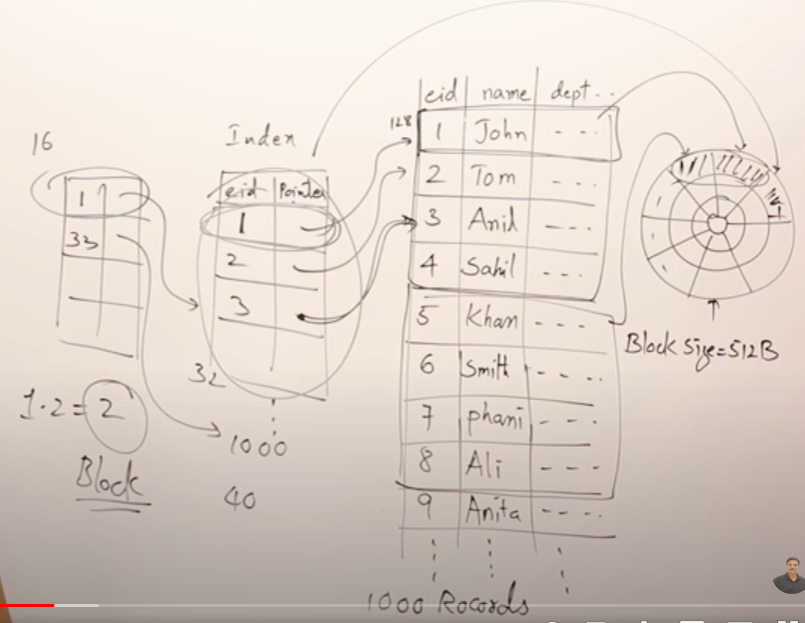 16
1
33
1.2 = 2
Block
Index
eid Pointer
1
2
3
32
1000
40
128
eid name dept..
1 John - - -
2 Tom - - -
3 Anil - - -
4 Sahil - - -
5 Khan - - -
6 Smith - - - .
7 phani - - -
8 Ali - - -
9 Anita - - - .
1000 Rocords
Block Size=512B